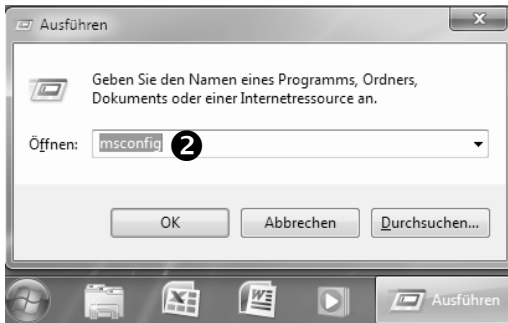 Ausführen
Geben Sie den Namen eines Programms, Ordners,
Dokuments oder einer Internetressource an.
Öffnen: msconfig 2
OK Abbrechen Durchsuchen...
Ausführen